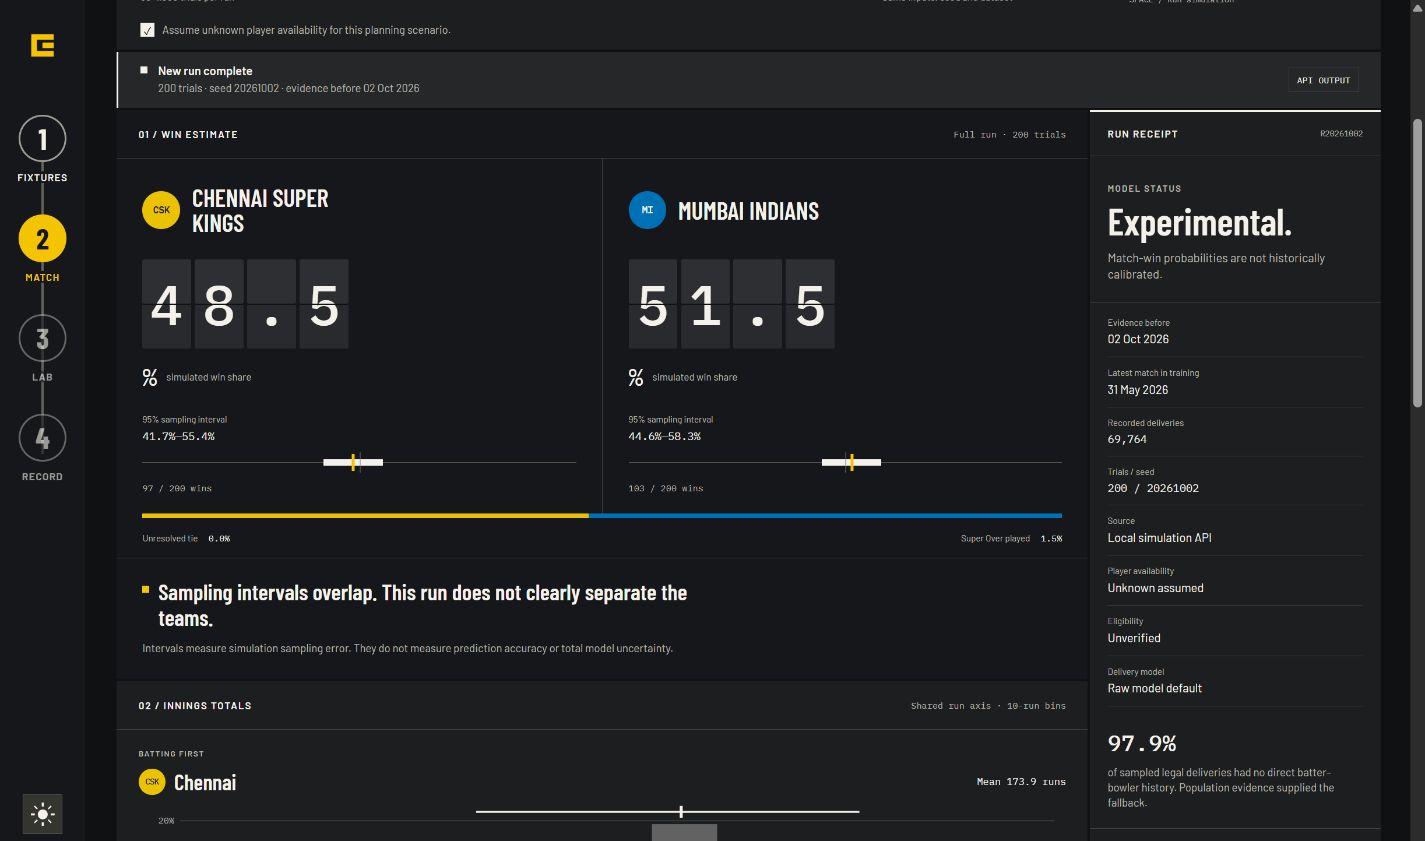 1
FIXTURES
2
MATCH
3
LAB
4
RECORD
Assume unknown player availability for this planning scenario.
New run complete
200 trials · seed 20261002 · evidence before 02 Oct 2026
API OUTPUT
01 / WIN ESTIMATE
Full run · 200 trials
CSK
CHENNAI SUPER
KINGS
48.5
% simulated win share
95% sampling interval
41.7%–55.4%
97 / 200 wins
MI
MUMBAI INDIANS
51.5
% simulated win share
95% sampling interval
44.6%–58.3%
103 / 200 wins
Unresolved tie 0.0%
Super Over played 1.5%
Sampling intervals overlap. This run does not clearly separate the
teams.
Intervals measure simulation sampling error. They do not measure prediction accuracy or total model uncertainty.
02 / INNINGS TOTALS
Shared run axis · 10-run bins
BATTING FIRST
CSK
Chennai
Mean 173.9 runs
20%
RUN RECEIPT
R20261002
MODEL STATUS
Experimental.
Match-win probabilities are not historically
calibrated.
Evidence before
02 Oct 2026
Latest match in training
31 May 2026
Recorded deliveries
69,764
Trials / seed
200 / 20261002
Source
Local simulation API
Player availability
Unknown assumed
Eligibility
Unverified
Delivery model
Raw model default
97.9%
of sampled legal deliveries had no direct batter-
bowler history. Population evidence supplied the
fallback.